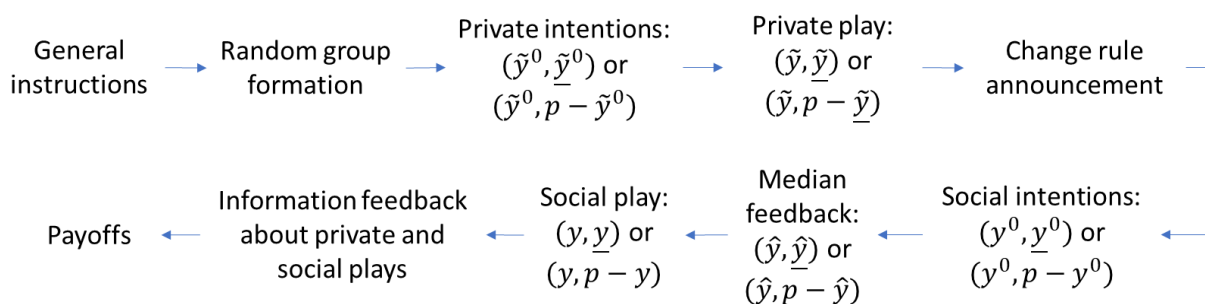 General
instructions
Random group
formation
Private intentions:
(ỹ⁰, ỹ̲⁰) or
(ỹ⁰, p − ỹ⁰)
Private play:
(ỹ, ỹ̲) or
(ỹ, p − ỹ̲)
Change rule
announcement
Payoffs
Information feedback
about private and
social plays
Social play:
(y, y̲) or
(y, p − y)
Median
feedback:
(ŷ, ŷ̲) or
(ŷ, p − ŷ)
Social intentions:
(y⁰, y̲⁰) or
(y⁰, p − y⁰)